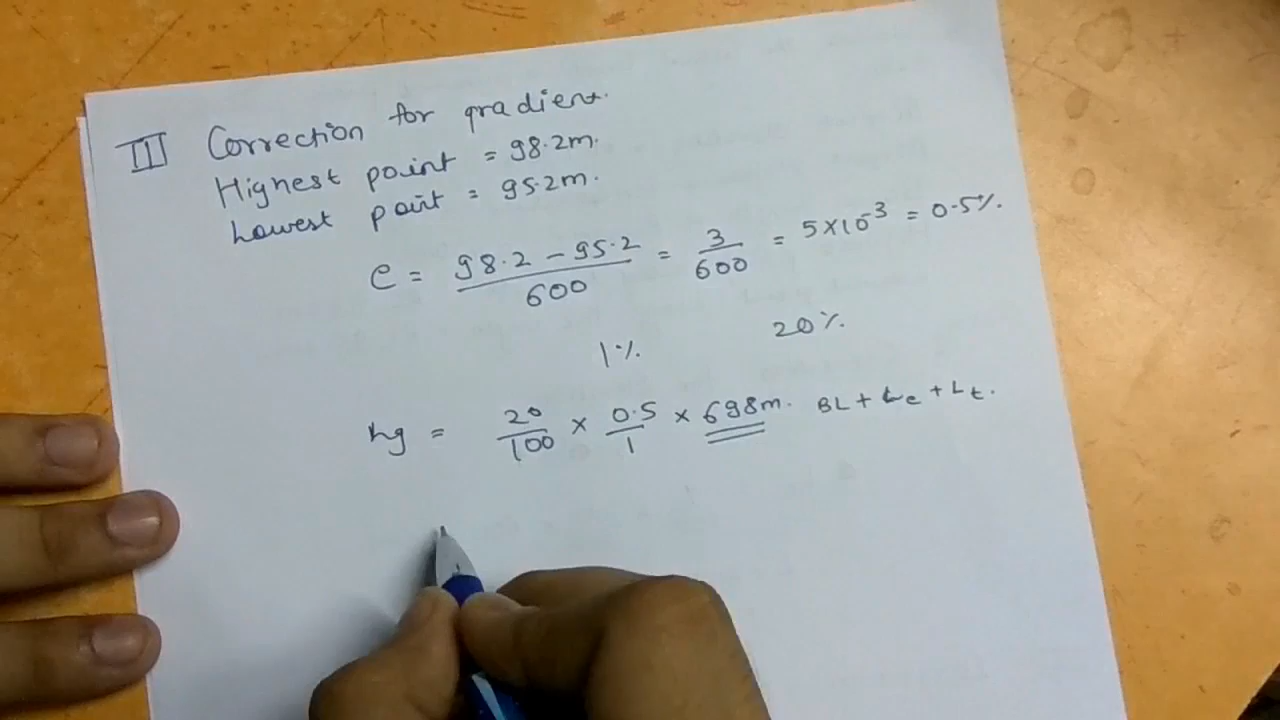 III Correction for gradient.
Highest point = 98.2m.
Lowest point = 95.2m.
e = 98.2 - 95.2 / 600 = 3 / 600 = 5×10⁻³ = 0.5%.
1% 20%
Lg = 20 / 100 × 0.5 / 1 × 698m. BL + Le + Lt.